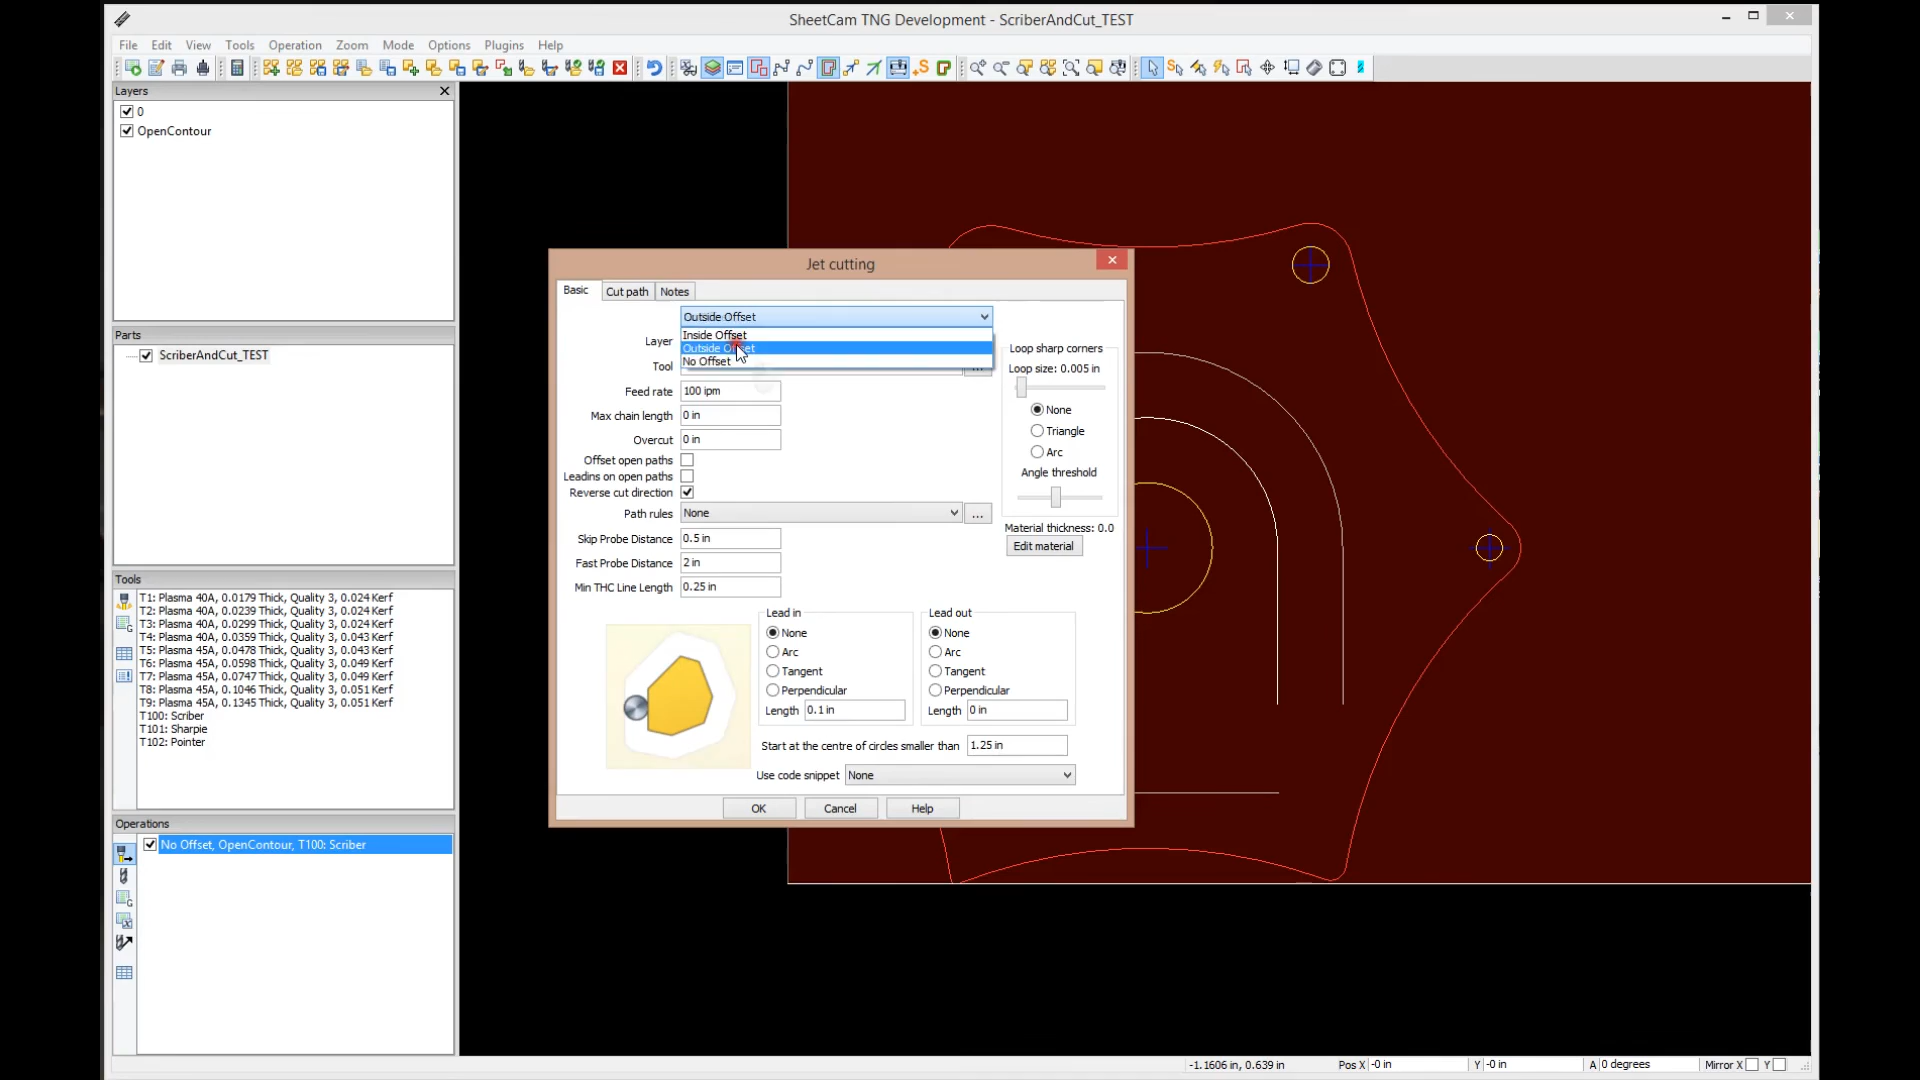 SheetCam TNG Development - ScriberAndCut_TEST
File Edit View Tools Operation Zoom Mode Options Plugins Help
Layers
0
OpenContour
Parts
ScriberAndCut_TEST
Tools
T1: Plasma 40A, 0.0179 Thick, Quality 3, 0.024 Kerf
T2: Plasma 40A, 0.0239 Thick, Quality 3, 0.024 Kerf
T3: Plasma 40A, 0.0299 Thick, Quality 3, 0.024 Kerf
T4: Plasma 40A, 0.0359 Thick, Quality 3, 0.043 Kerf
T5: Plasma 45A, 0.0478 Thick, Quality 3, 0.043 Kerf
T6: Plasma 45A, 0.0598 Thick, Quality 3, 0.049 Kerf
T7: Plasma 45A, 0.0747 Thick, Quality 3, 0.049 Kerf
T8: Plasma 45A, 0.1046 Thick, Quality 3, 0.051 Kerf
T9: Plasma 45A, 0.1345 Thick, Quality 3, 0.051 Kerf
T100: Scriber
T101: Sharpie
T102: Pointer
Operations
No Offset, OpenContour, T100: Scriber
Jet cutting
Basic Cut path Notes
Outside Offset
Inside Offset
Outside Offset
No Offset
Layer
Tool ...
Feed rate 100 ipm
Max chain length 0 in
Overcut 0 in
Offset open paths
Leadins on open paths
Reverse cut direction
Path rules None ...
Skip Probe Distance 0.5 in
Fast Probe Distance 2 in
Min THC Line Length 0.25 in
Loop sharp corners
Loop size: 0.005 in
None
Triangle
Arc
Angle threshold
Material thickness: 0.0
Edit material
Lead in
None
Arc
Tangent
Perpendicular
Length 0.1 in
Lead out
None
Arc
Tangent
Perpendicular
Length 0 in
Start at the centre of circles smaller than 1.25 in
Use code snippet None
OK Cancel Help
-1.1606 in, 0.639 in Pos X -0 in Y -0 in A 0 degrees Mirror X Y